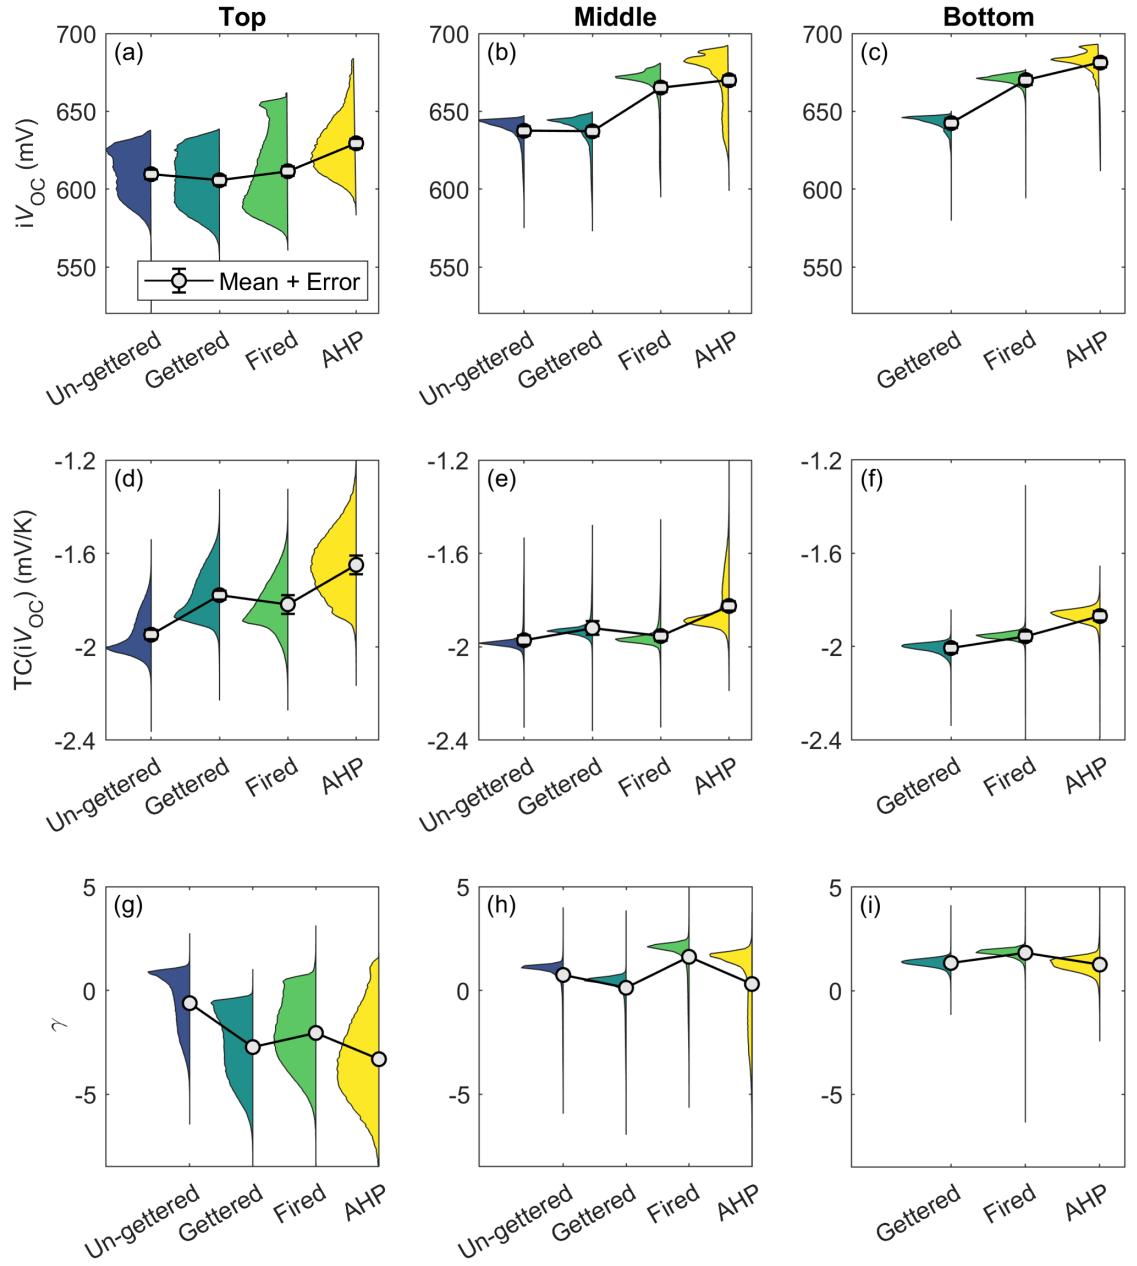 Top Middle Bottom
(a) (b) (c)
700 700 700
650 650 650
600 600 600
550 550 550
iVOC (mV)
Mean + Error
Un-gettered Gettered Fired AHP
Un-gettered Gettered Fired AHP
Gettered Fired AHP
(d) (e) (f)
-1.2 -1.2 -1.2
-1.6 -1.6 -1.6
-2 -2 -2
-2.4 -2.4 -2.4
TC(iVOC) (mV/K)
Un-gettered Gettered Fired AHP
Un-gettered Gettered Fired AHP
Gettered Fired AHP
(g) (h) (i)
5 5 5
0 0 0
-5 -5 -5
γ
Un-gettered Gettered Fired AHP
Un-gettered Gettered Fired AHP
Gettered Fired AHP